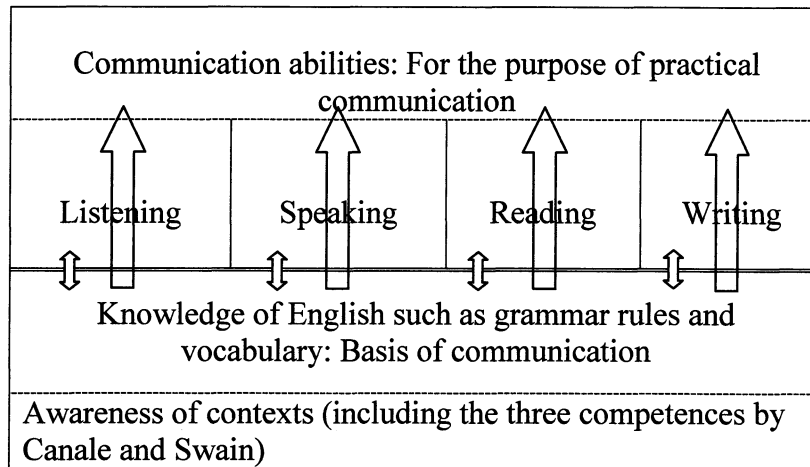 Communication abilities: For the purpose of practical
communication
Listening
Speaking
Reading
Writing
Knowledge of English such as grammar rules and
vocabulary: Basis of communication
Awareness of contexts (including the three competences by
Canale and Swain)